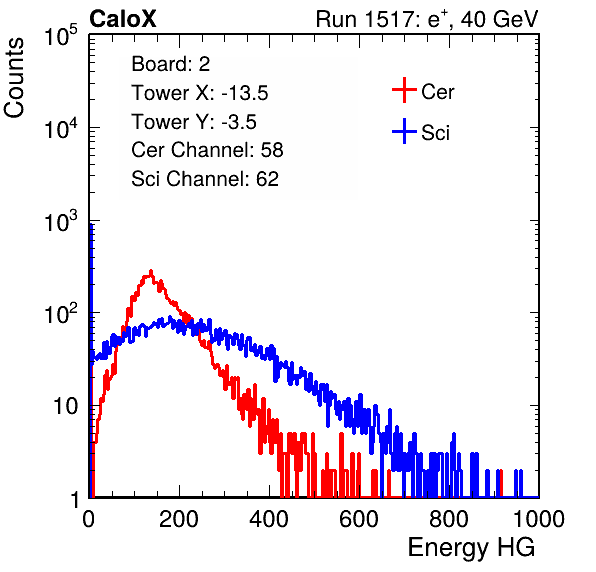 CaloX Run 1517: e⁺, 40 GeV
Counts
Board: 2
Tower X: -13.5
Tower Y: -3.5
Cer Channel: 58
Sci Channel: 62
Cer
Sci
10⁵
10⁴
10³
10²
10
1
0 200 400 600 800 1000
Energy HG